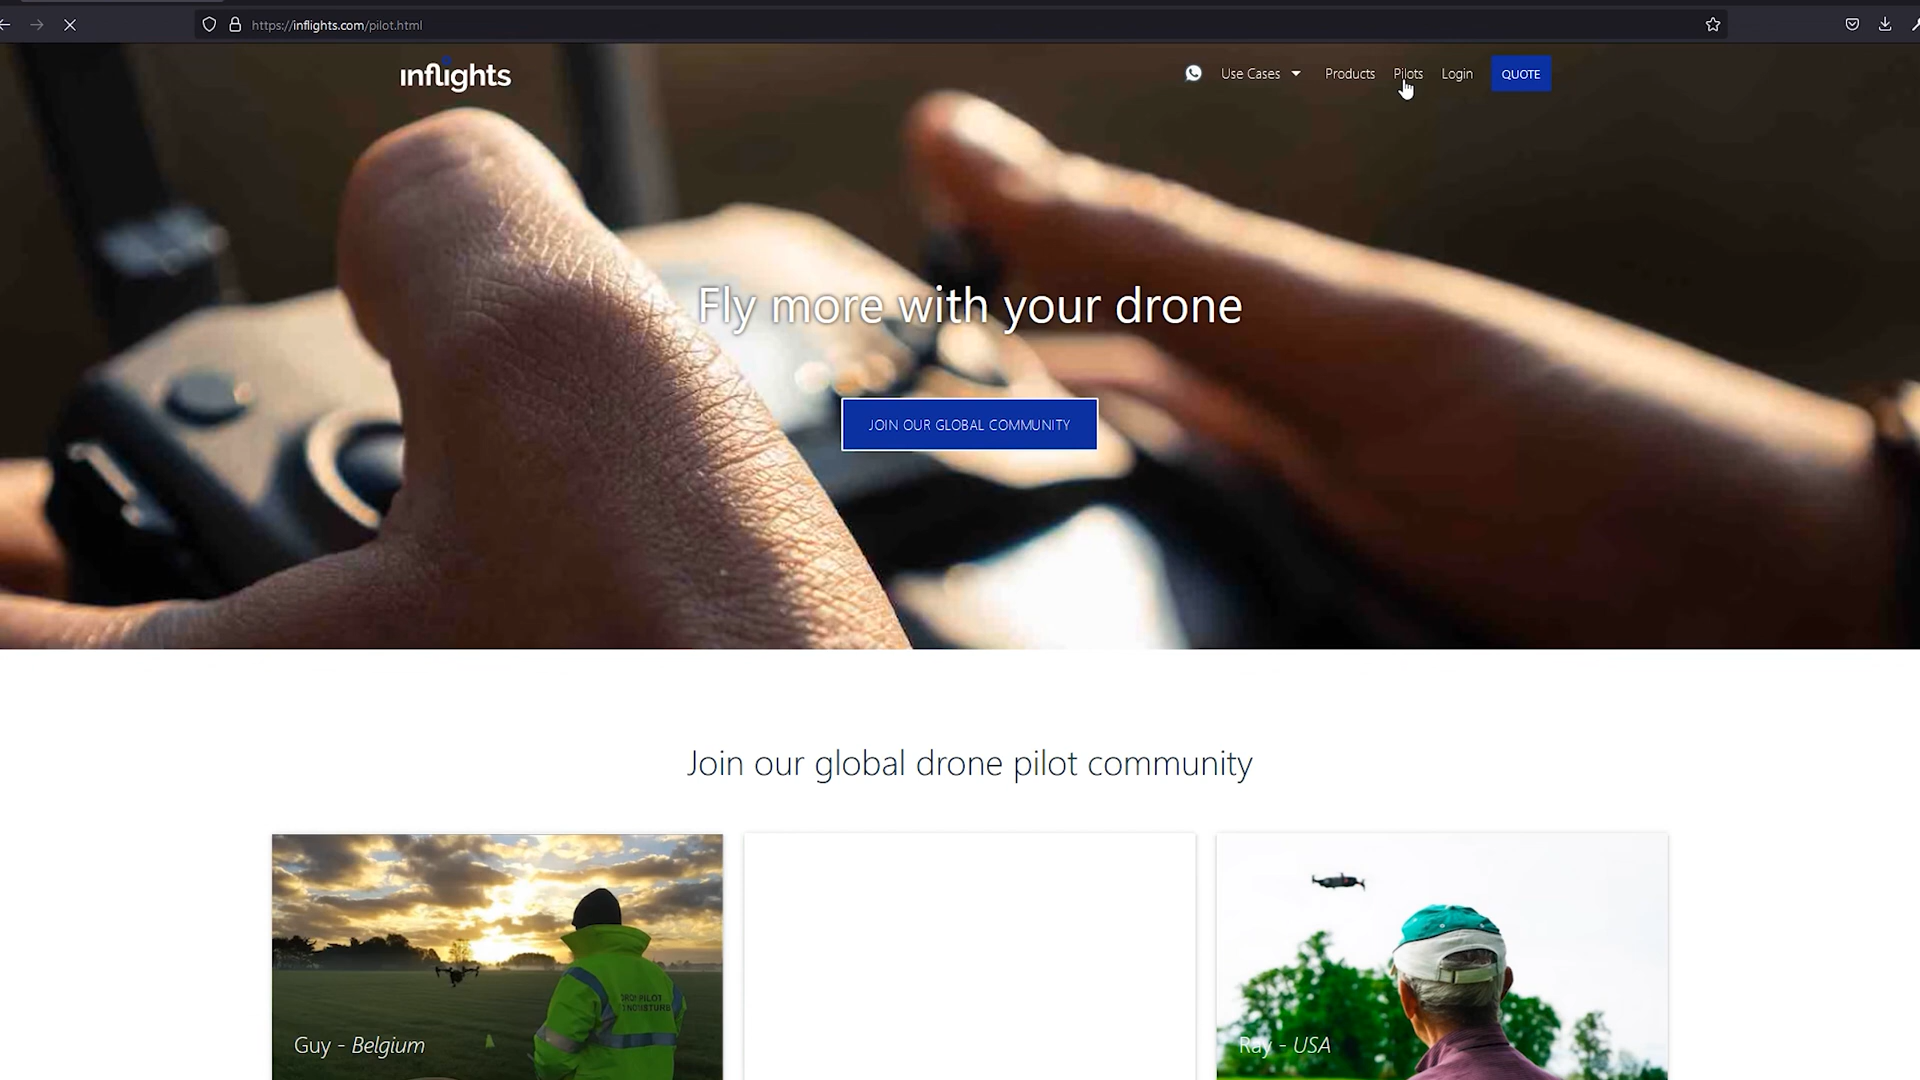 https://inflights.com/pilot.html
inflights
Use Cases
Products
Pilots
Login
QUOTE
Fly more with your drone
JOIN OUR GLOBAL COMMUNITY
Join our global drone pilot community
Guy - Belgium
Ray - USA